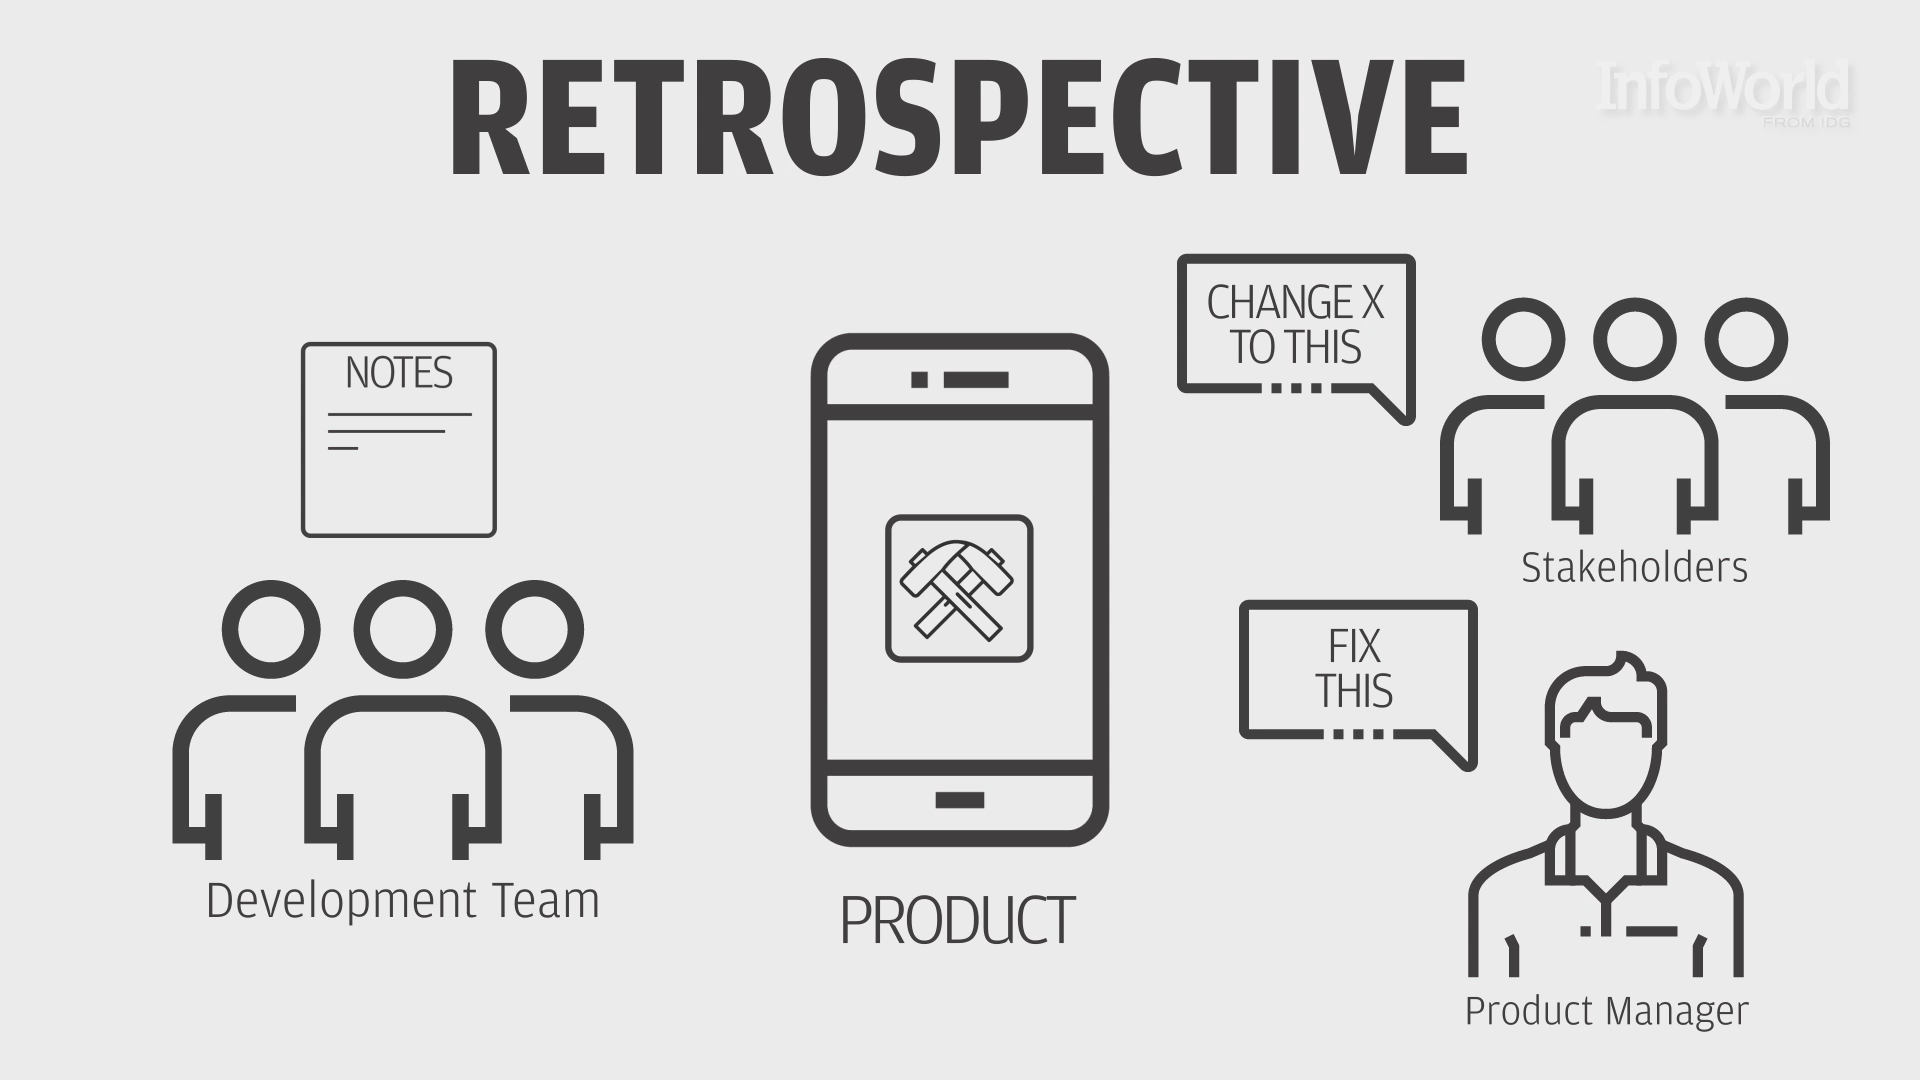 RETROSPECTIVE
InfoWorld
FROM IDG
NOTES
Development Team
PRODUCT
CHANGE X
TO THIS
Stakeholders
FIX
THIS
Product Manager